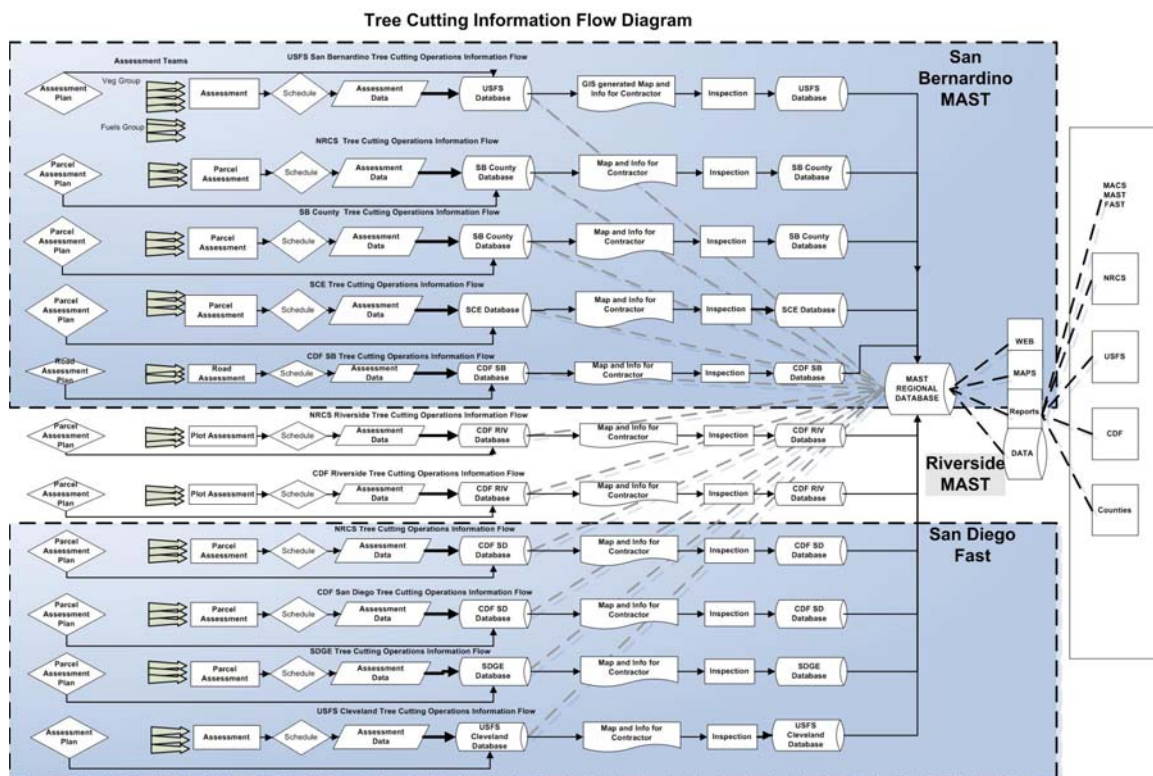 Tree Cutting Information Flow Diagram
Assessment Teams
USFS San Bernardino Tree Cutting Operations Information Flow
San
Bernardino
MAST
Veg Group
Fuels Group
Assessment
Plan
Assessment
Schedule
Assessment
Data
USFS
Database
GIS generated Map and
Info for Contractor
Inspection
USFS
Database
NRCS Tree Cutting Operations Information Flow
Parcel
Assessment
Plan
Parcel
Assessment
Schedule
Assessment
Data
SB County
Database
Map and Info for
Contractor
Inspection
SB County
Database
SB County Tree Cutting Operations Information Flow
Parcel
Assessment
Plan
Parcel
Assessment
Schedule
Assessment
Data
SB County
Database
Map and Info for
Contractor
Inspection
SB County
Database
SCE Tree Cutting Operations Information Flow
Parcel
Assessment
Plan
Parcel
Assessment
Schedule
Assessment
Data
SCE Database
Map and Info for
Contractor
Inspection
SCE Database
CDF SB Tree Cutting Operations Information Flow
Road
Assessment
Plan
Road
Assessment
Schedule
Assessment
Data
CDF SB
Database
Map and Info for
Contractor
Inspection
CDF SB
Database
NRCS Riverside Tree Cutting Operations Information Flow
Parcel
Assessment
Plan
Plot Assessment
Schedule
Assessment
Data
CDF RIV
Database
Map and Info for
Contractor
Inspection
CDF RIV
Database
CDF Riverside Tree Cutting Operations Information Flow
Parcel
Assessment
Plan
Plot Assessment
Schedule
Assessment
Data
CDF RIV
Database
Map and Info for
Contractor
Inspection
CDF RIV
Database
MAST
REGIONAL
DATABASE
WEB
MAPS
Reports
DATA
Riverside
MAST
MACS
MAST
FAST
NRCS
USFS
CDF
Counties
NRCS Tree Cutting Operations Information Flow
San Diego
Fast
Parcel
Assessment
Plan
Parcel
Assessment
Schedule
Assessment
Data
CDF SD
Database
Map and Info for
Contractor
Inspection
CDF SD
Database
CDF San Diego Tree Cutting Operations Information Flow
Parcel
Assessment
Plan
Parcel
Assessment
Schedule
Assessment
Data
CDF SD
Database
Map and Info for
Contractor
Inspection
CDF SD
Database
SDGE Tree Cutting Operations Information Flow
Parcel
Assessment
Plan
Parcel
Assessment
Schedule
Assessment
Data
SDGE
Database
Map and Info for
Contractor
Inspection
SDGE
Database
USFS Cleveland Tree Cutting Operations Information Flow
Assessment
Plan
Assessment
Schedule
Assessment
Data
USFS
Cleveland
Database
Map and Info for
Contractor
Inspection
USFS
Cleveland
Database